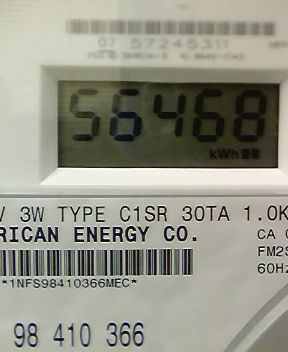 07 57245311
56468
kWh
V 3W TYPE C1SR 30TA 1.0K
RICAN ENERGY CO. CA
FM2S
60Hz
*1NFS98410366MEC*
98 410 366